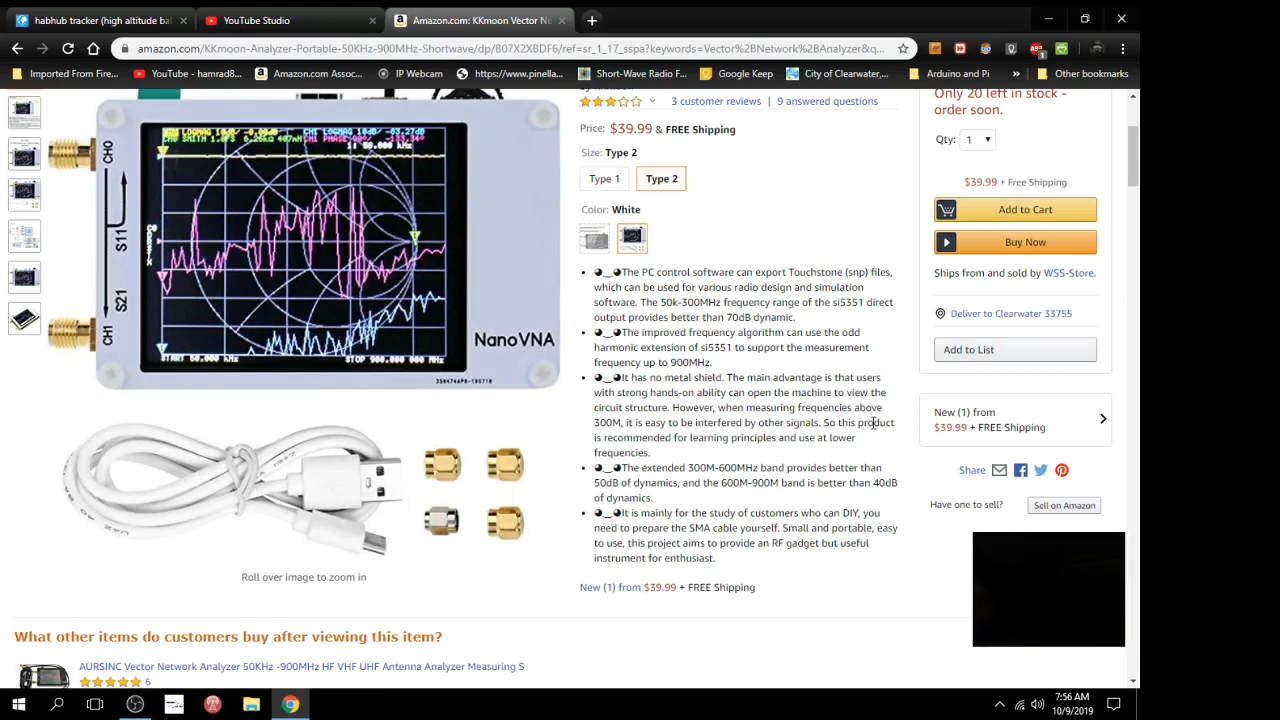 habhub tracker (high altitude bal
YouTube Studio
Amazon.com: KKmoon Vector Ne
amazon.com/KKmoon-Analyzer-Portable-50KHz-900MHz-Shortwave/dp/B07X2XBDF6/ref=sr_1_17_sspa?keywords=Vector%2BNetwork%2BAnalyzer&q...
Imported From Fire...
YouTube - hamrad8...
Amazon.com Assoc...
IP Webcam
https://www.pinella...
Short-Wave Radio F...
Google Keep
City of Clearwater,...
Arduino and Pi
»
Other bookmarks
3 customer reviews | 9 answered questions
Price: $39.99 & FREE Shipping
Size: Type 2
Type 1
Type 2
Color: White
◕‿◕The PC control software can export Touchstone (snp) files,
which can be used for various radio design and simulation
software. The 50k-300MHz frequency range of the si5351 direct
output provides better than 70dB dynamic.
◕‿◕The improved frequency algorithm can use the odd
harmonic extension of si5351 to support the measurement
frequency up to 900MHz.
◕‿◕It has no metal shield. The main advantage is that users
with strong hands-on ability can open the machine to view the
circuit structure. However, when measuring frequencies above
300M, it is easy to be interfered by other signals. So this product
is recommended for learning principles and use at lower
frequencies.
◕‿◕The extended 300M-600MHz band provides better than
50dB of dynamics, and the 600M-900M band is better than 40dB
of dynamics.
◕‿◕It is mainly for the study of customers who can DIY, you
need to prepare the SMA cable yourself. Small and portable, easy
to use, this project aims to provide an RF gadget but useful
instrument for enthusiast.
New (1) from $39.99 + FREE Shipping
Only 20 left in stock -
order soon.
Qty: 1
$39.99 + Free Shipping
Add to Cart
Buy Now
Ships from and sold by WSS-Store.
Deliver to Clearwater 33755
Add to List
New (1) from
$39.99 + FREE Shipping
Share
Have one to sell?
Sell on Amazon
CH0
S11
S21
CH1
1: 50.000 kHz
START 50.000 kHz
STOP 900.000 000 MHz
NanoVNA
Roll over image to zoom in
What other items do customers buy after viewing this item?
AURSINC Vector Network Analyzer 50KHz -900MHz HF VHF UHF Antenna Analyzer Measuring S
6
7:56 AM
10/9/2019